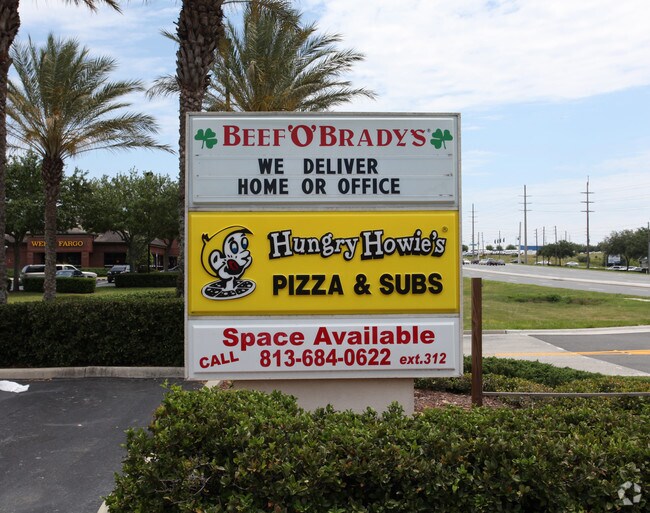 BEEF 'O' BRADY'S ®
WE DELIVER
HOME OR OFFICE
Hungry Howie's ®
PIZZA & SUBS
Space Available
CALL 813-684-0622 ext.312
WELLS FARGO